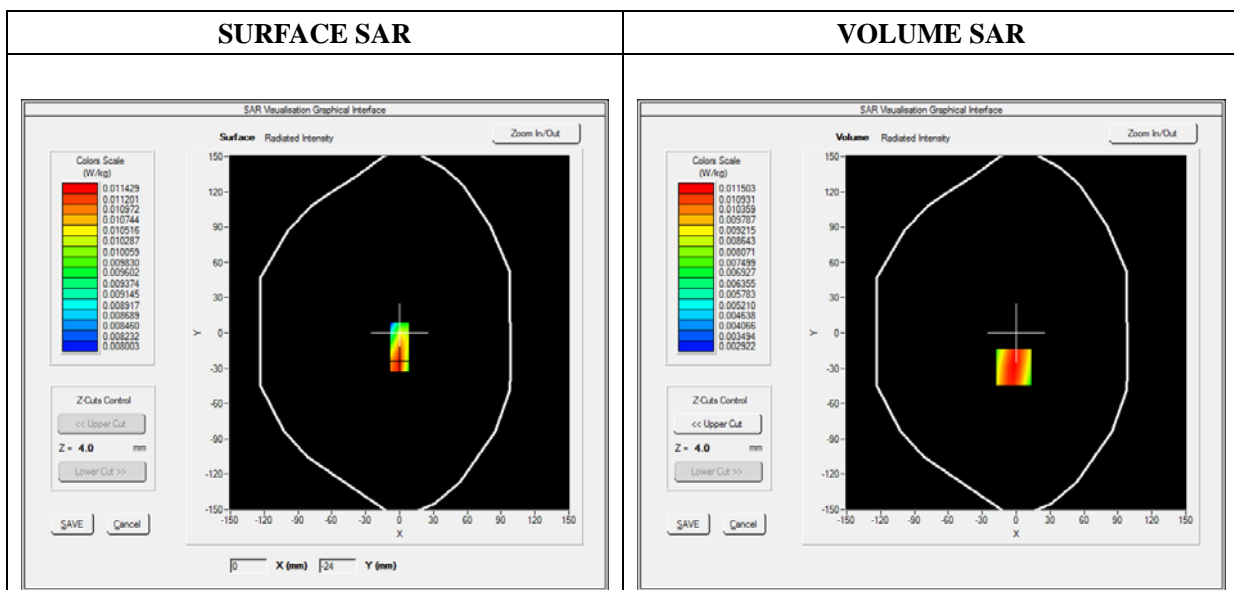 SURFACE SAR
VOLUME SAR
SAR Visualisation Graphical Interface
Surface Radiated Intensity
Zoom In/Out
Colors Scale
(W/kg)
0.011429
0.011201
0.010972
0.010744
0.010516
0.010287
0.010059
0.009830
0.009602
0.009374
0.009145
0.008917
0.008689
0.008460
0.008232
0.008003
Z-Cuts Control
<< Upper Cut
Z = 4.0 mm
Lower Cut >>
SAVE Cancel
150
120
90
60
30
0
-30
-60
-90
-120
-150
Y
-150 -120 -90 -60 -30 0 30 60 90 120 150
X
0 X (mm) -24 Y (mm)
SAR Visualisation Graphical Interface
Volume Radiated Intensity
Zoom In/Out
Colors Scale
(W/kg)
0.011503
0.010931
0.010359
0.009787
0.009215
0.008643
0.008071
0.007499
0.006927
0.006355
0.005783
0.005210
0.004638
0.004066
0.003494
0.002922
Z-Cuts Control
<< Upper Cut
Z = 4.0 mm
Lower Cut >>
SAVE Cancel
150
120
90
60
30
0
-30
-60
-90
-120
-150
Y
-150 -120 -90 -60 -30 0 30 60 90 120 150
X